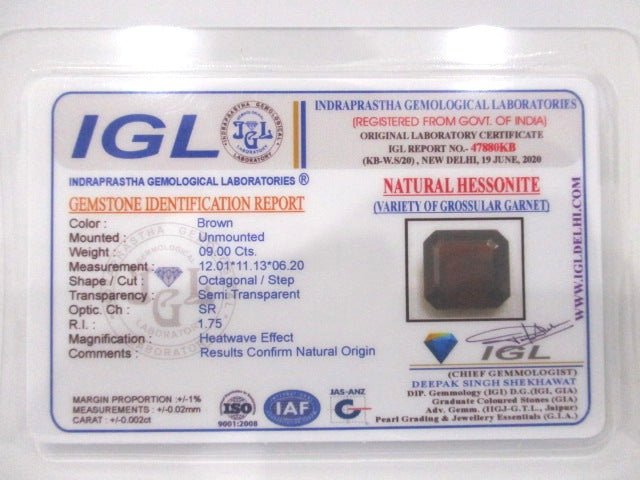 IGL
INDRAPRASTHA GEMOLOGICAL LABORATORIES
IGL
INDRAPRASTHA GEMOLOGICAL LABORATORIES ®
GEMSTONE IDENTIFICATION REPORT
Color : Brown
Mounted : Unmounted
Weight : 09.00 Cts.
Measurement : 12.01*11.13*06.20
Shape / Cut : Octagonal / Step
Transparency : Semi Transparent
Optic. Ch : SR
R.I. : 1.75
Magnification : Heatwave Effect
Comments : Results Confirm Natural Origin
MARGIN PROPORTION :+/-1%
MEASUREMENTS : +/-0.02mm
CARAT : +/-0.002ct
ISO
9001:2008
IAF
JAS-ANZ
INDRAPRASTHA GEMOLOGICAL LABORATORIES
(REGISTERED FROM GOVT. OF INDIA)
ORIGINAL LABORATORY CERTIFICATE
IGL REPORT NO.- 47880KB
(KB-W.S/20) , NEW DELHI, 19 JUNE, 2020
NATURAL HESSONITE
(VARIETY OF GROSSULAR GARNET)
WWW.IGLDELHI.COM
IGL
(CHIEF GEMMOLOGIST)
DEEPAK SINGH SHEKHAWAT
DIP. Gemmology (IGI) D.G.(IGI, GIA)
Graduate Coloured Stones (GIA)
Adv. Gemm. (IIGJ-G.T.L., Jaipur)
Pearl Grading & Jewellery Essentials (G.I.A.)